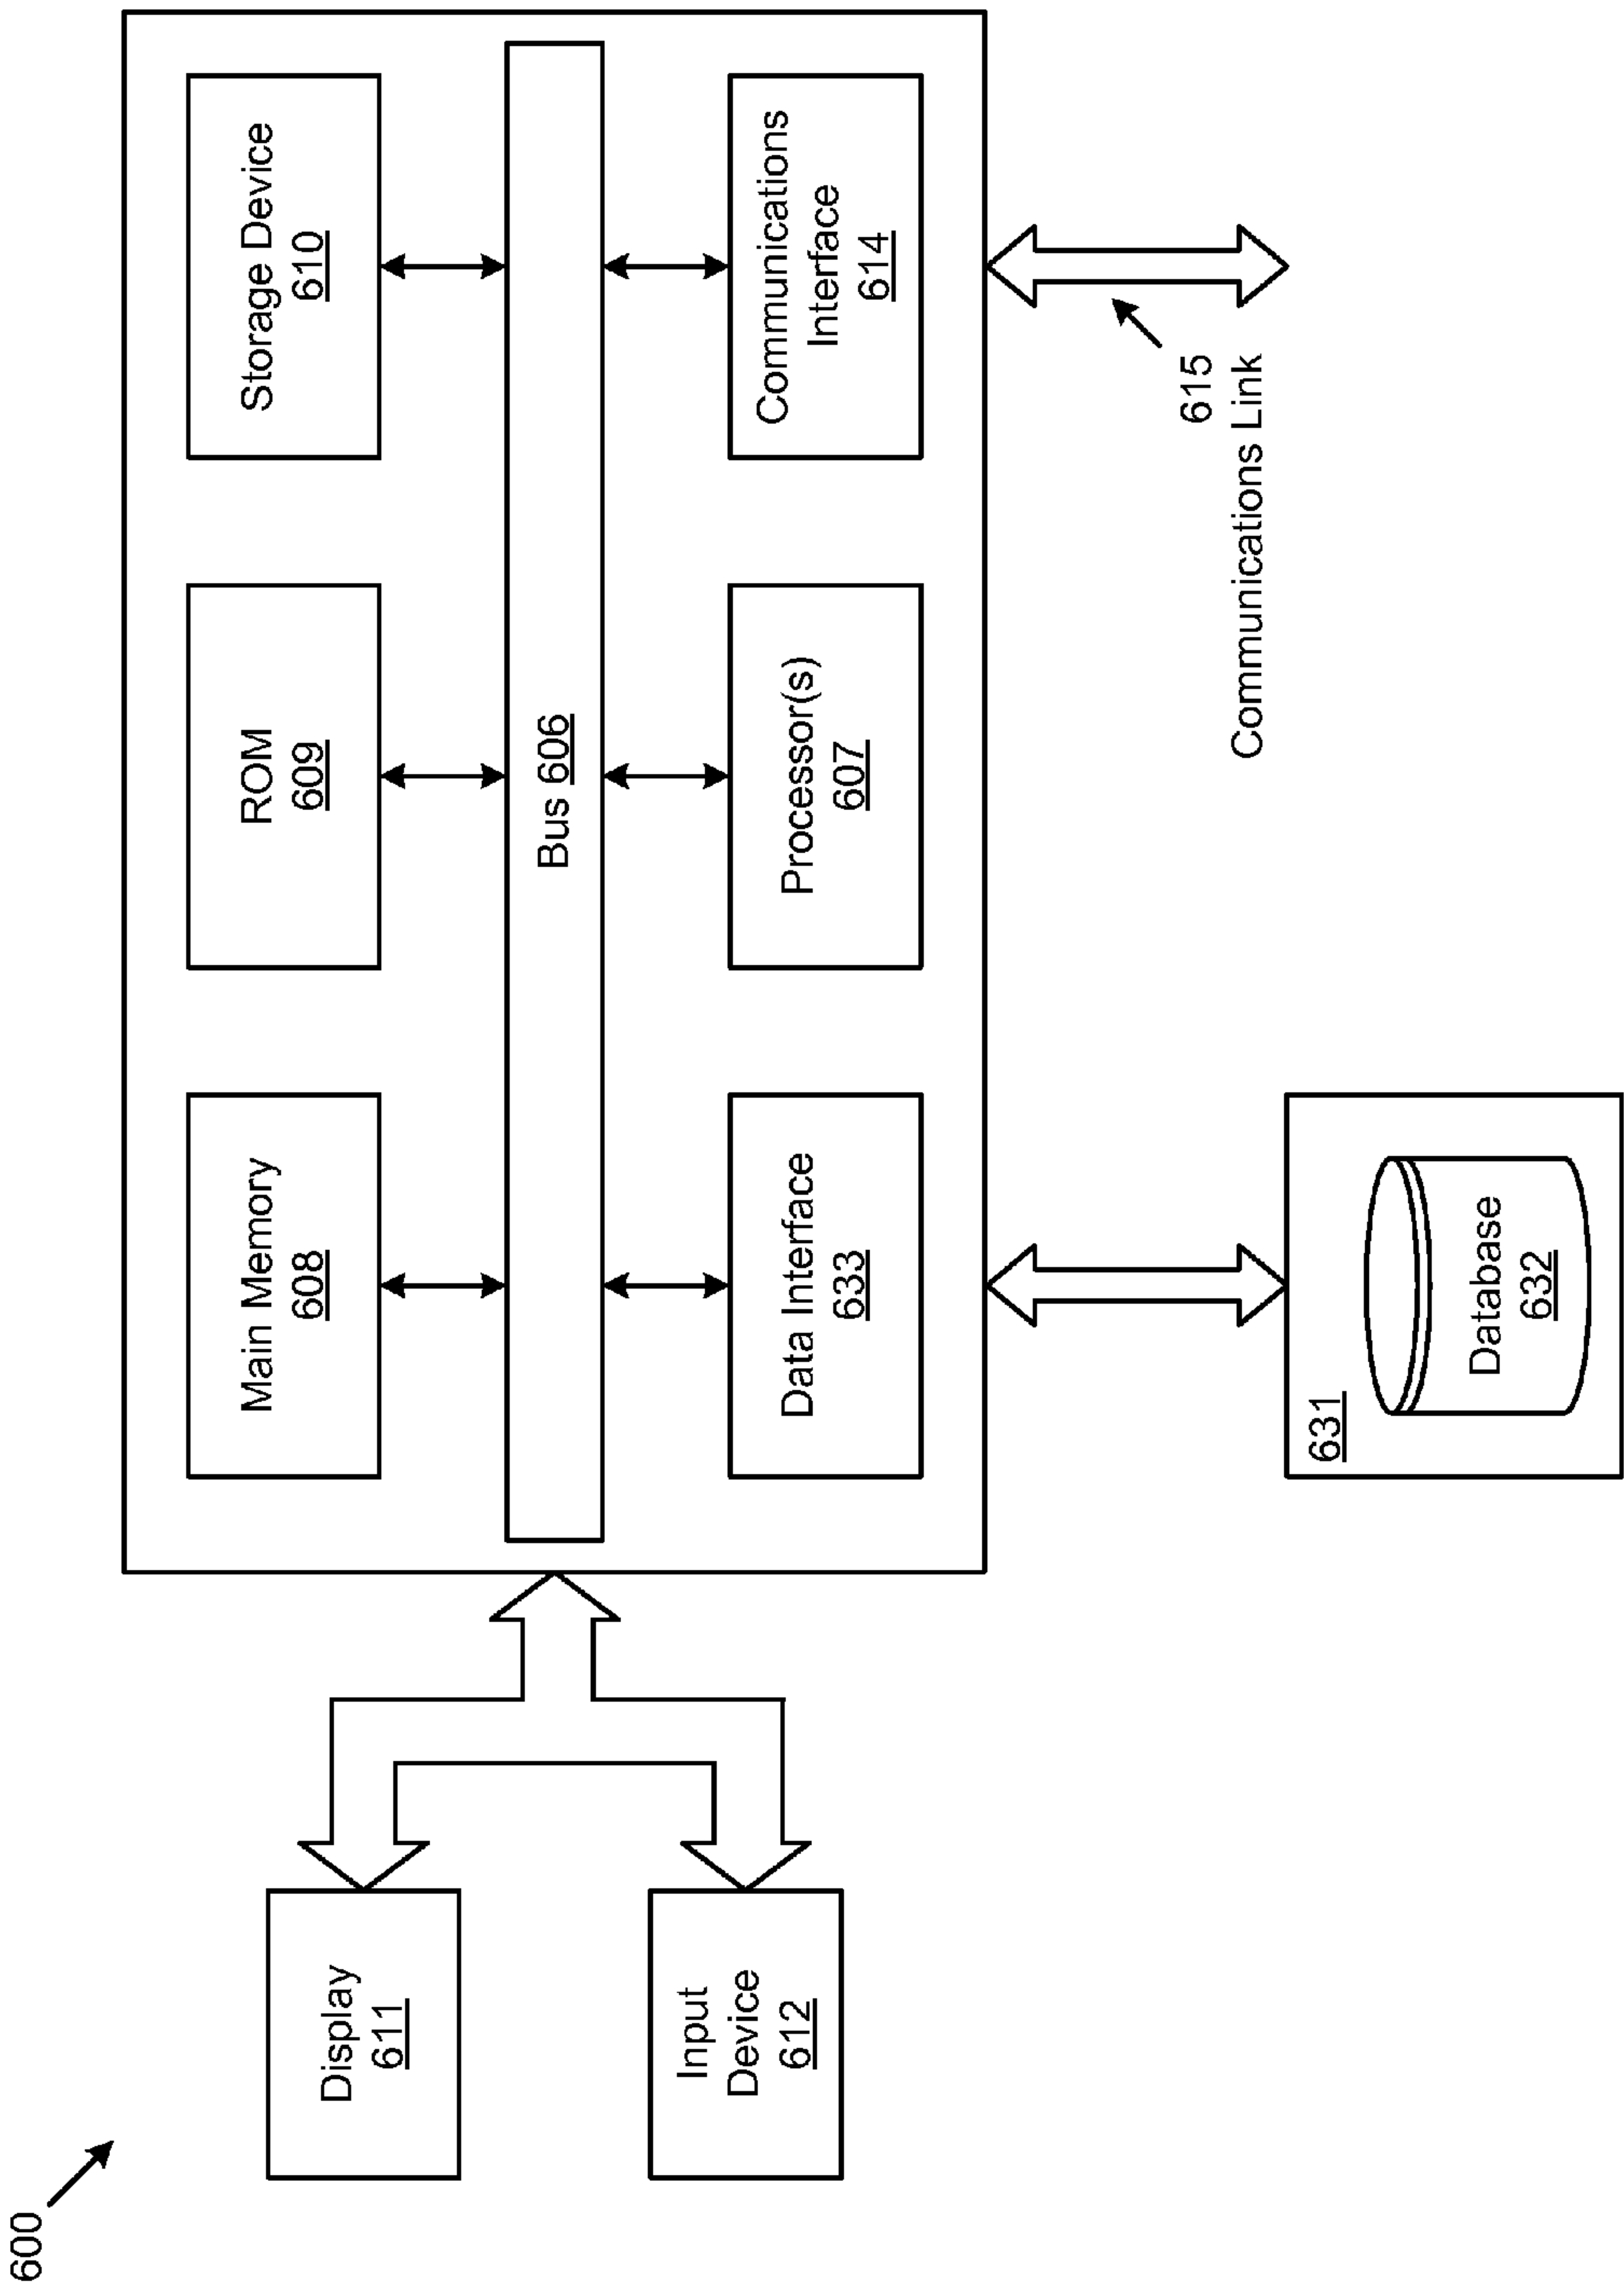 600
Main Memory
608
ROM
609
Storage Device
610
Display
611
Bus 606
Input
Device
612
Data Interface
633
Processor(s)
607
Communications
Interface
614
615
Communications Link
631
Database
632